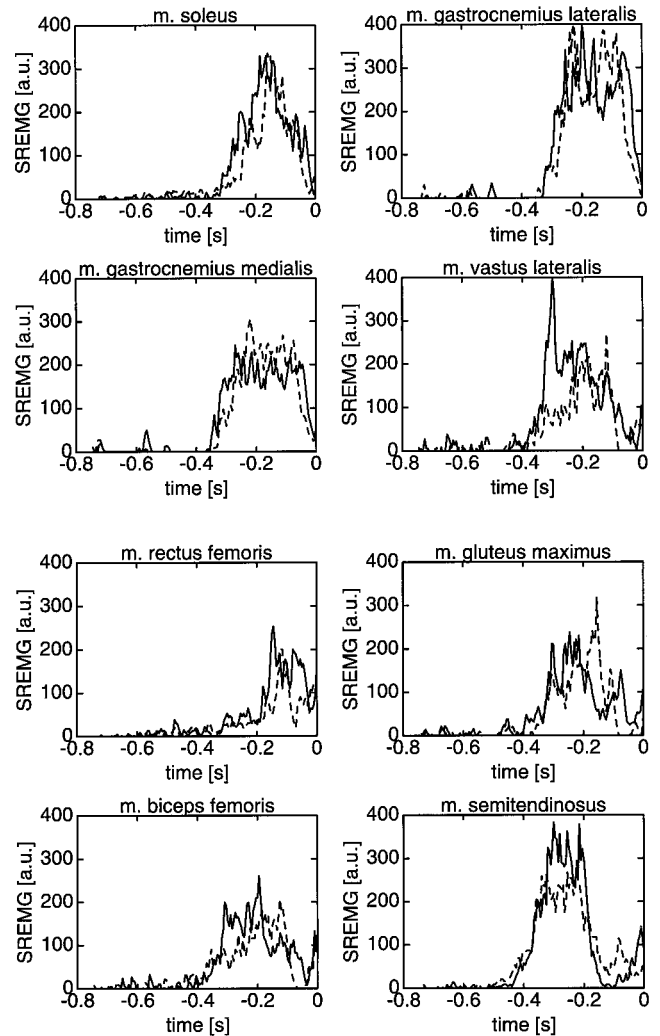 m. soleus
SREMG [a.u.]
400
300
200
100
0
-0.8 -0.6 -0.4 -0.2 0
time [s]
m. gastrocnemius lateralis
SREMG [a.u.]
400
300
200
100
0
-0.8 -0.6 -0.4 -0.2 0
time [s]
m. gastrocnemius medialis
SREMG [a.u.]
400
300
200
100
0
-0.8 -0.6 -0.4 -0.2 0
time [s]
m. vastus lateralis
SREMG [a.u.]
400
300
200
100
0
-0.8 -0.6 -0.4 -0.2 0
time [s]
m. rectus femoris
SREMG [a.u.]
400
300
200
100
0
-0.8 -0.6 -0.4 -0.2 0
time [s]
m. gluteus maximus
SREMG [a.u.]
400
300
200
100
0
-0.8 -0.6 -0.4 -0.2 0
time [s]
m. biceps femoris
SREMG [a.u.]
400
300
200
100
0
-0.8 -0.6 -0.4 -0.2 0
time [s]
m. semitendinosus
SREMG [a.u.]
400
300
200
100
0
-0.8 -0.6 -0.4 -0.2 0
time [s]